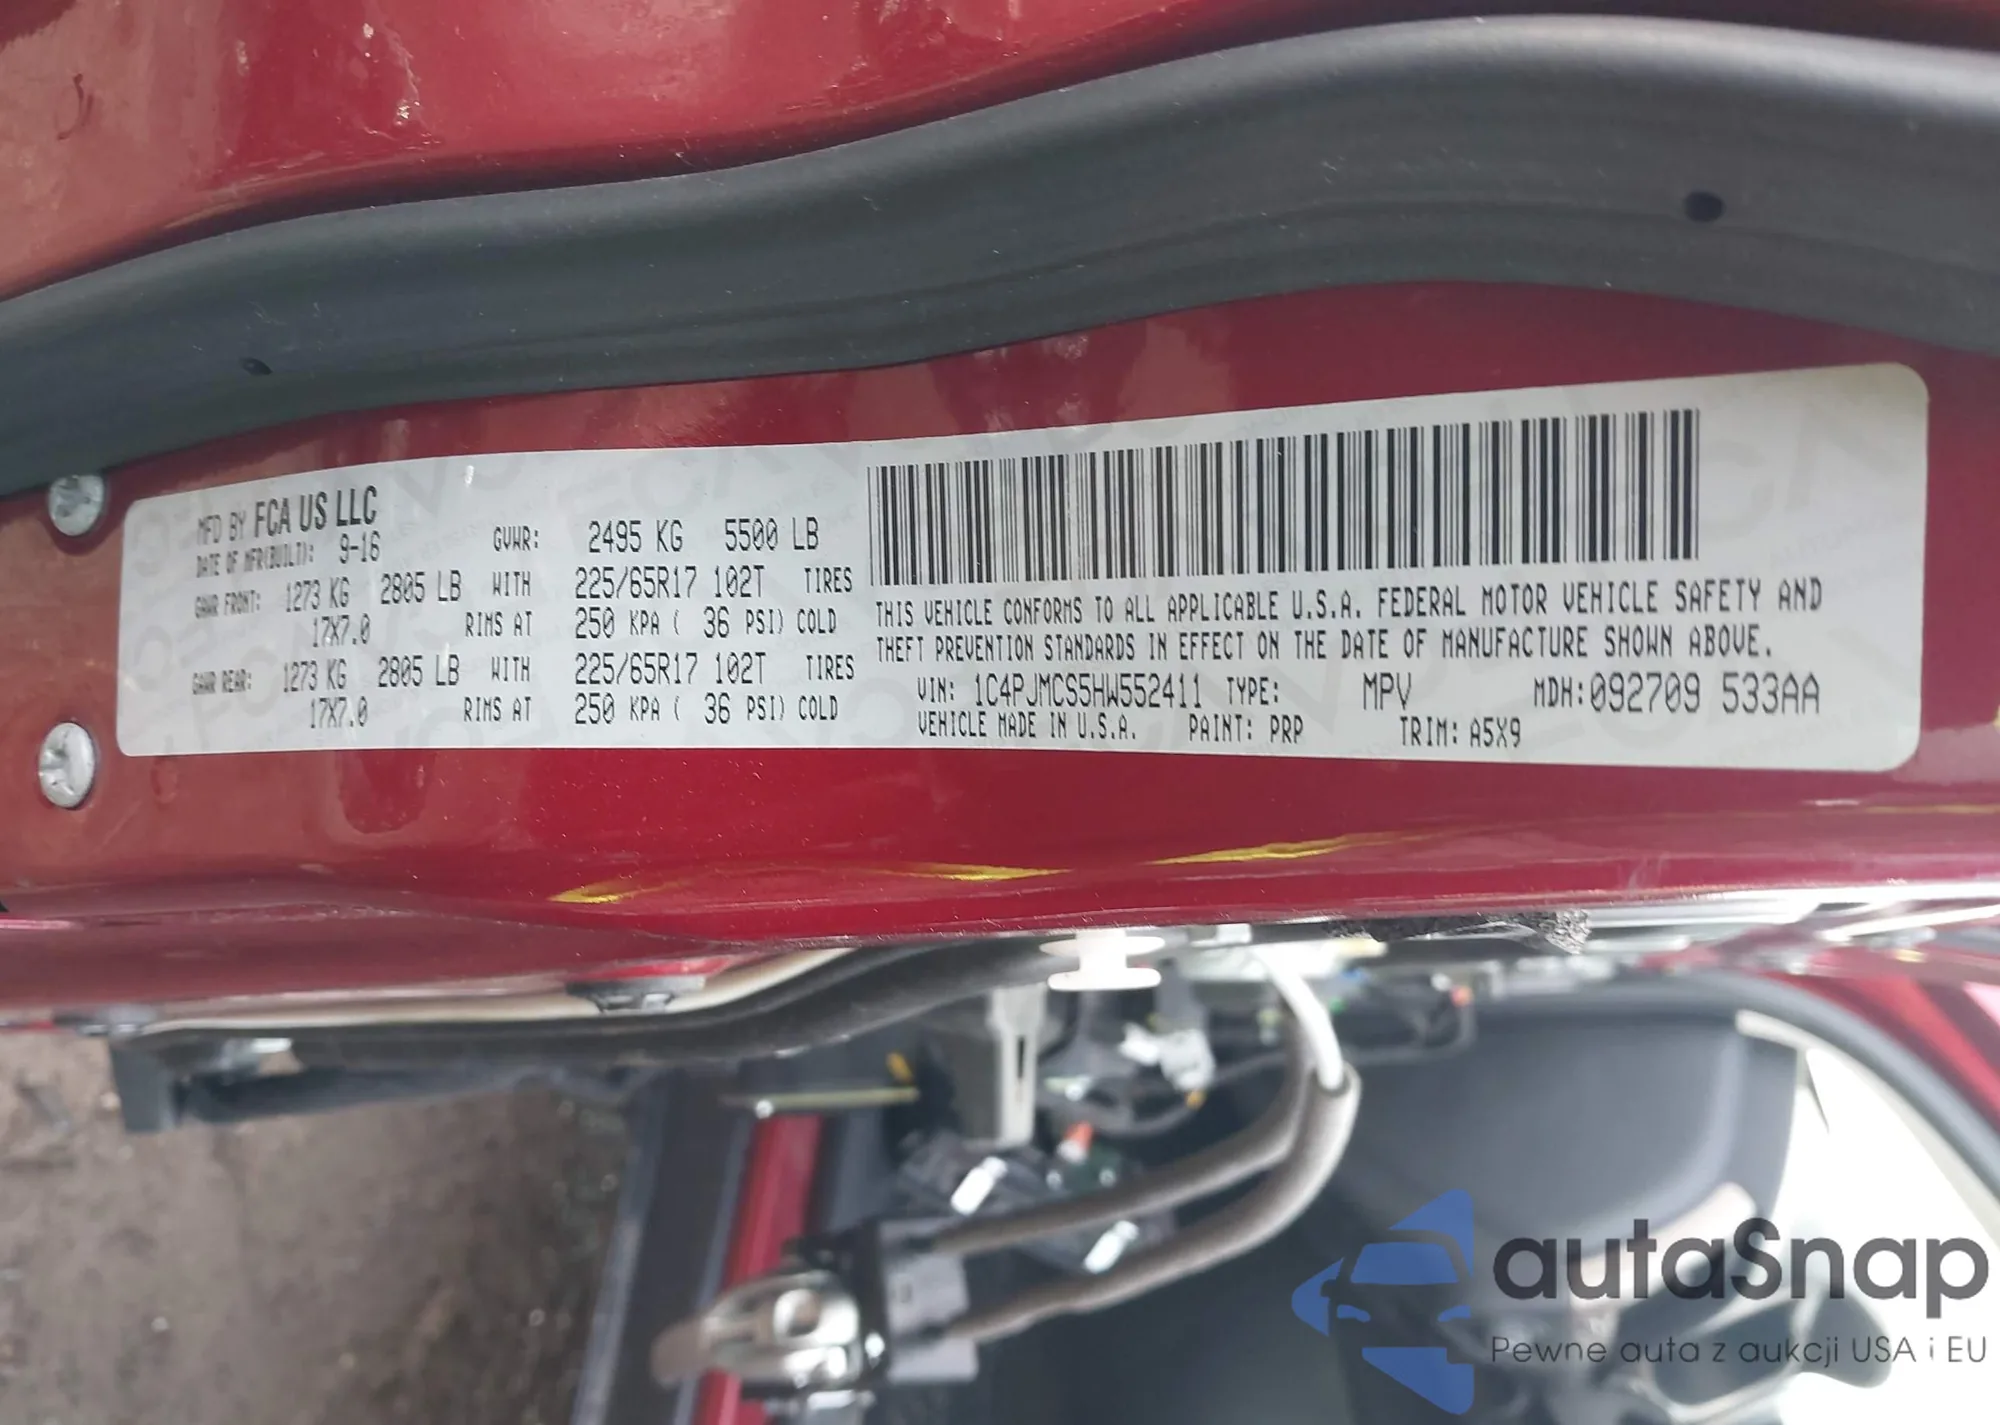 MFD BY FCA US LLC
DATE OF MFR(BUILT): 9-16 GVWR: 2495 KG 5500 LB
GAWR FRONT: 1273 KG 2805 LB WITH 225/65R17 102T TIRES
17X7.0 RIMS AT 250 KPA ( 36 PSI) COLD
GAWR REAR: 1273 KG 2805 LB WITH 225/65R17 102T TIRES
17X7.0 RIMS AT 250 KPA ( 36 PSI) COLD
THIS VEHICLE CONFORMS TO ALL APPLICABLE U.S.A. FEDERAL MOTOR VEHICLE SAFETY AND
THEFT PREVENTION STANDARDS IN EFFECT ON THE DATE OF MANUFACTURE SHOWN ABOVE.
VIN: 1C4PJMCS5HW552411 TYPE: MPV MDH:092709 533AA
VEHICLE MADE IN U.S.A. PAINT: PRP TRIM: A5X9
autaSnap
Pewne auta z aukcji USA i EU